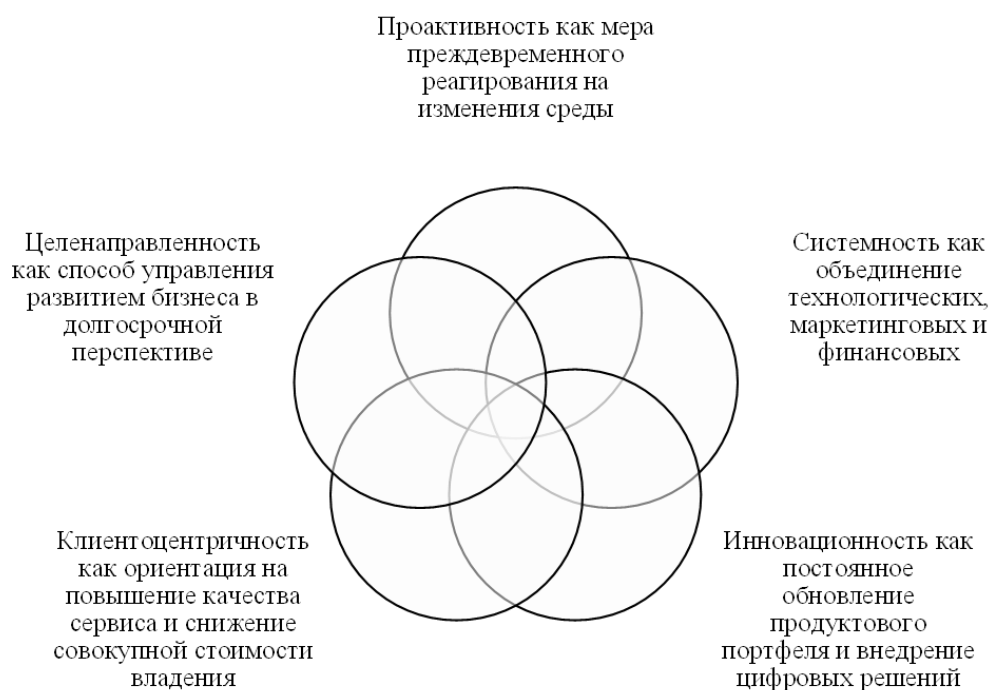 Проактивность как мера
преждевременного
реагирования на
изменения среды
Целенаправленность
как способ управления
развитием бизнеса в
долгосрочной
перспективе
Системность как
объединение
технологических,
маркетинговых и
финансовых
Клиентоцентричность
как ориентация на
повышение качества
сервиса и снижение
совокупной стоимости
владения
Инновационность как
постоянное
обновление
продуктового
портфеля и внедрение
цифровых решений